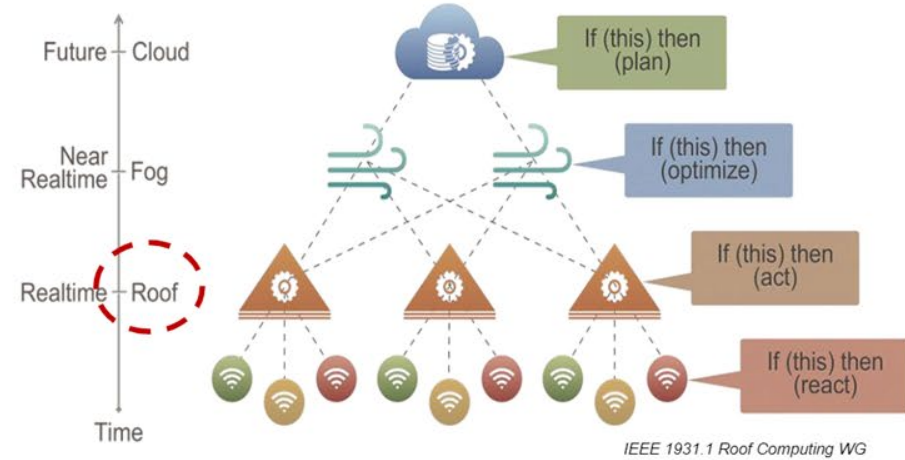 Future
Cloud
If (this) then
(plan)
Near
Realtime
Fog
If (this) then
(optimize)
Realtime
Roof
If (this) then
(act)
If (this) then
(react)
Time
IEEE 1931.1 Roof Computing WG